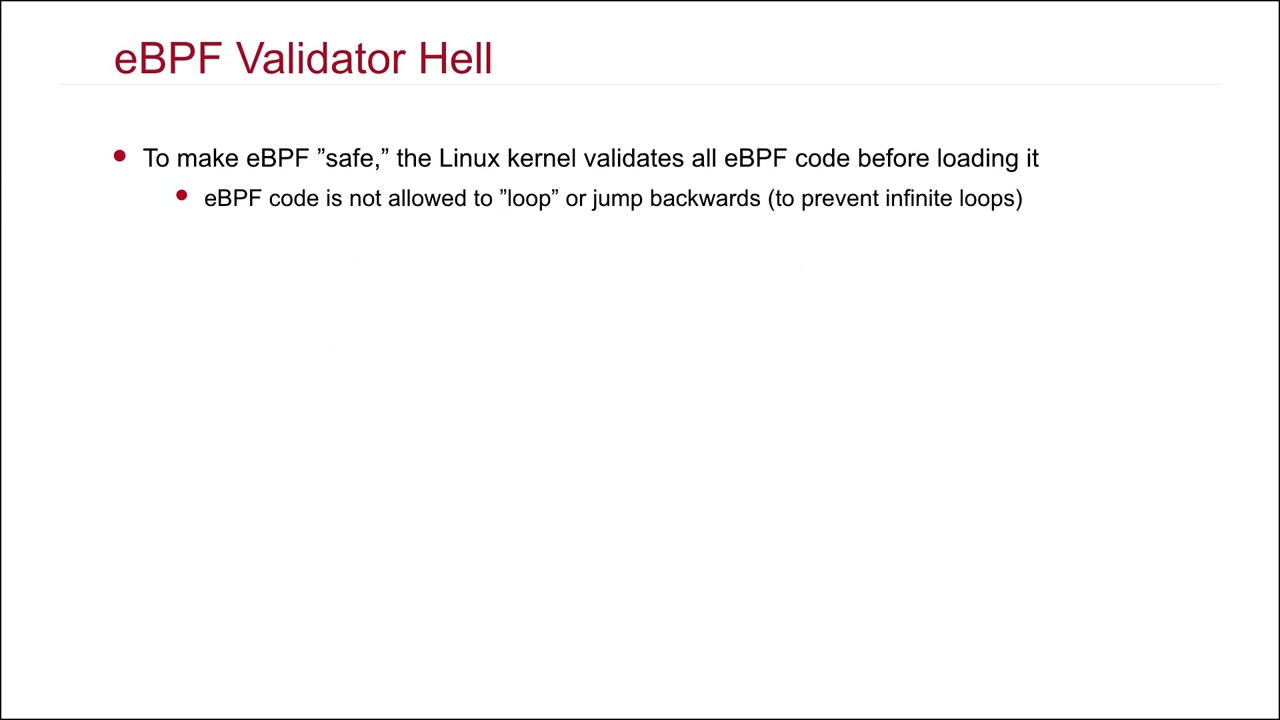 eBPF Validator Hell
To make eBPF ”safe,” the Linux kernel validates all eBPF code before loading it
eBPF code is not allowed to ”loop” or jump backwards (to prevent infinite loops)